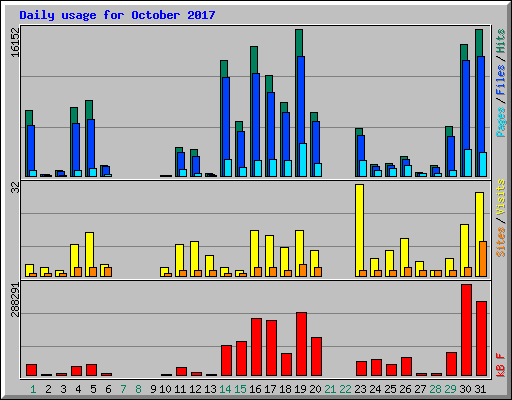 Daily usage for October 2017
16152
Pages/Files/Hits
32
Sites/Visits
288291
kB F
1 2 3 4 5 6 7 8 9 10 11 12 13 14 15 16 17 18 19 20 21 22 23 24 25 26 27 28 29 30 31